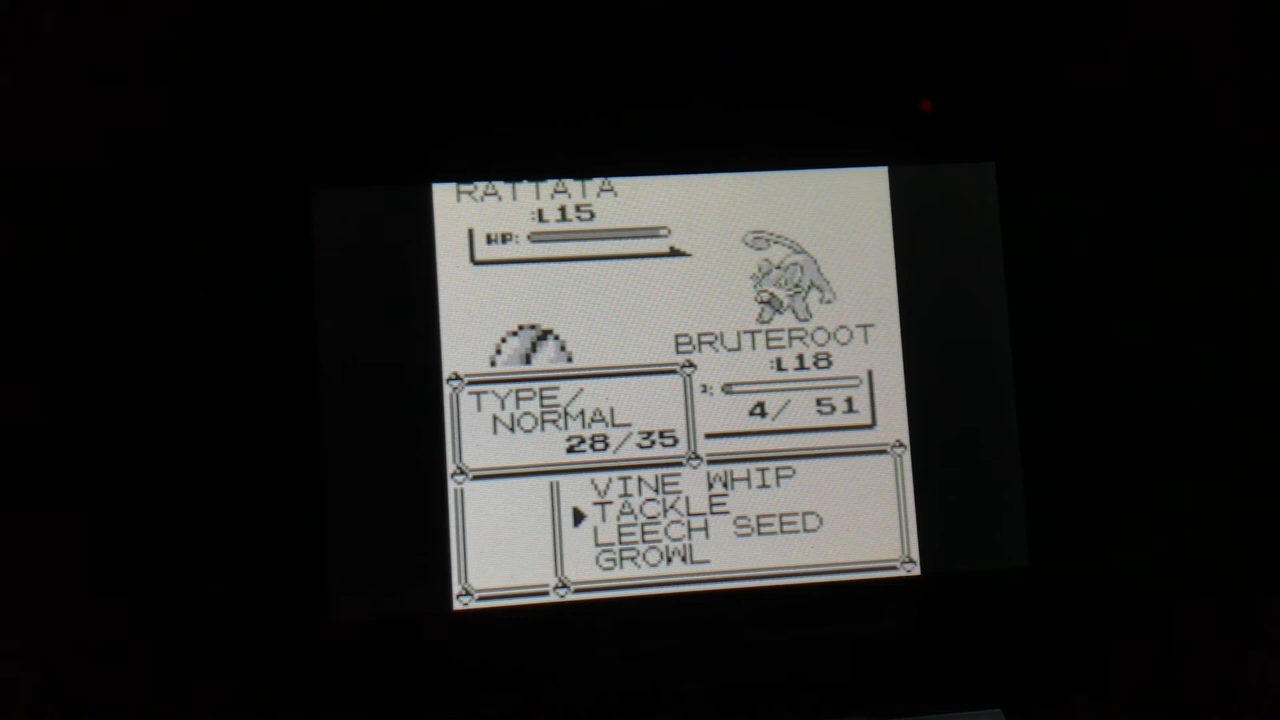 RATTATA
:L15
HP:
BRUTEROOT
:L18
4/ 51
TYPE/
NORMAL
28/35
VINE WHIP
TACKLE
LEECH SEED
GROWL